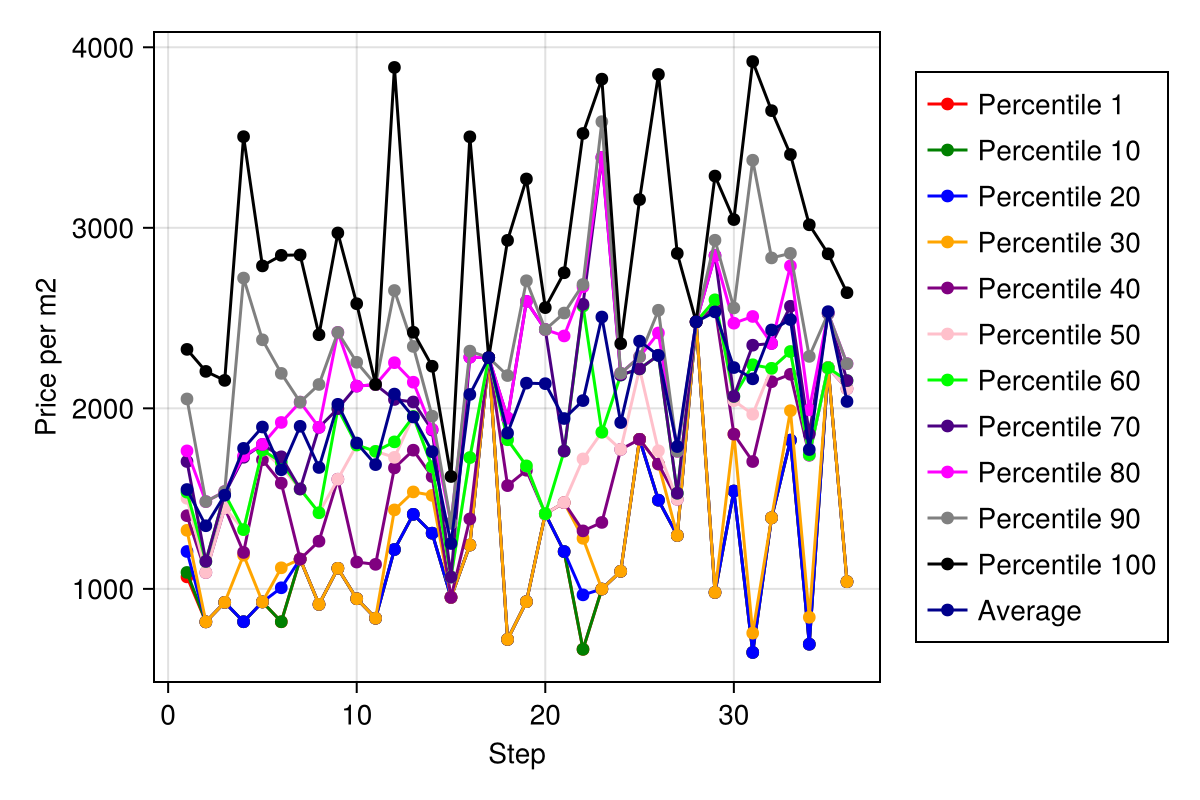 4000
3000
2000
1000
Price per m2
0
10
20
30
Step
Percentile 1
Percentile 10
Percentile 20
Percentile 30
Percentile 40
Percentile 50
Percentile 60
Percentile 70
Percentile 80
Percentile 90
Percentile 100
Average